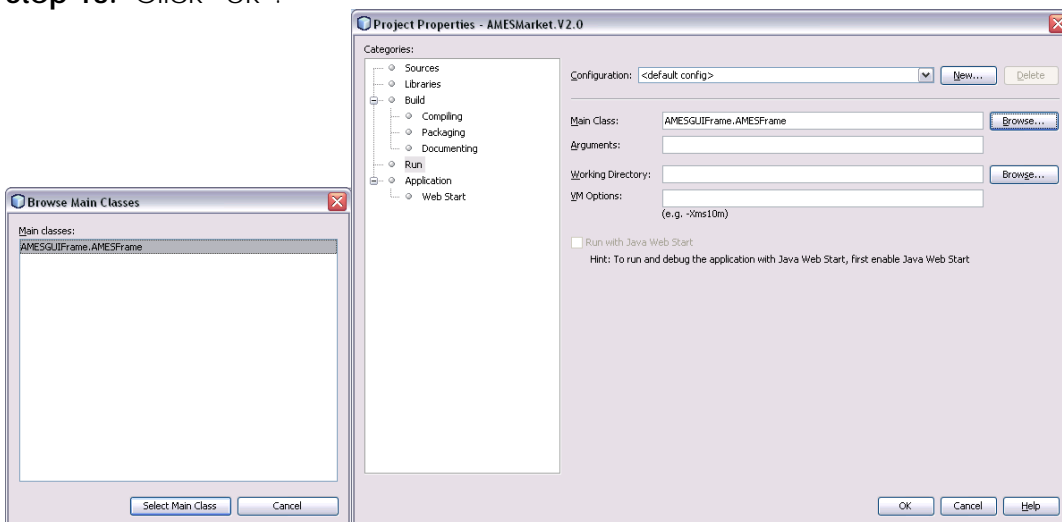 Step 16: Click "OK".
Project Properties - AMESMarket.V2.0
Categories:
Sources
Libraries
Build
Compiling
Packaging
Documenting
Run
Application
Web Start
Configuration: <default config> New... Delete
Main Class: AMESGUIFrame.AMESFrame Browse...
Arguments:
Working Directory: Browse...
VM Options:
(e.g. -Xms10m)
Run with Java Web Start
Hint: To run and debug the application with Java Web Start, first enable Java Web Start
OK Cancel Help
Browse Main Classes
Main classes:
AMESGUIFrame.AMESFrame
Select Main Class Cancel